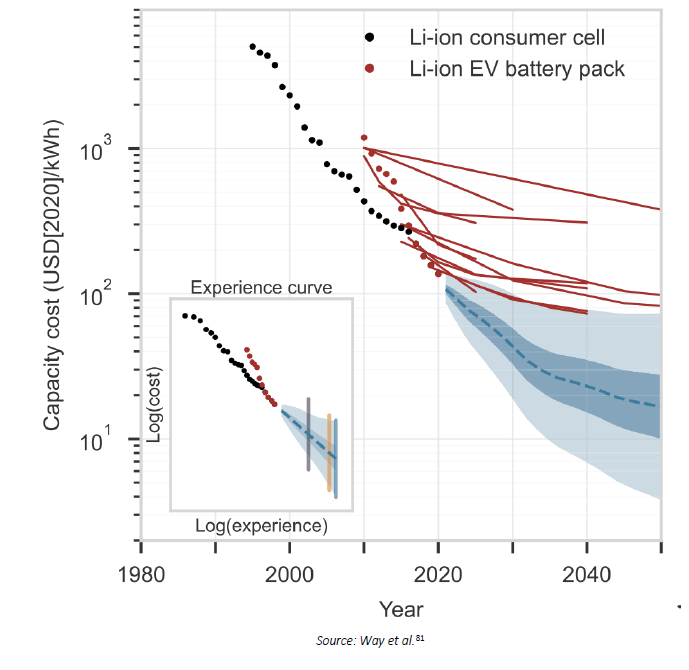 Li-ion consumer cell
Li-ion EV battery pack
Capacity cost (USD[2020]/kWh)
10³
10²
10¹
Experience curve
Log(cost)
Log(experience)
1980 2000 2020 2040
Year
Source: Way et al.⁸¹